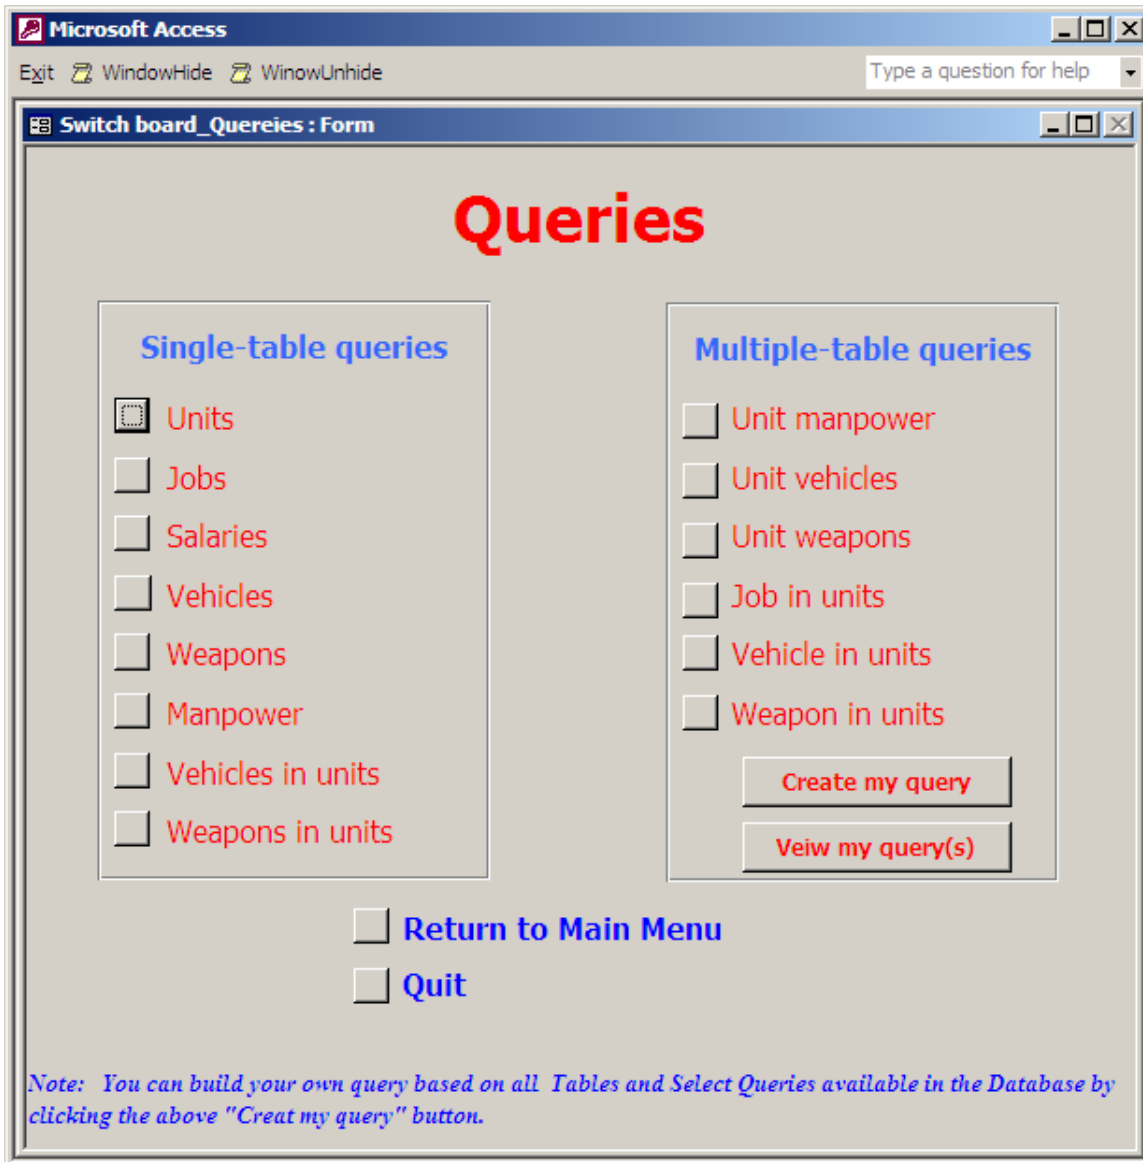 Microsoft Access
Exit WindowHide WinowUnhide Type a question for help
Switch board_Quereies : Form
Queries
Single-table queries
Units
Jobs
Salaries
Vehicles
Weapons
Manpower
Vehicles in units
Weapons in units
Multiple-table queries
Unit manpower
Unit vehicles
Unit weapons
Job in units
Vehicle in units
Weapon in units
Create my query
Veiw my query(s)
Return to Main Menu
Quit
Note: You can build your own query based on all Tables and Select Queries available in the Database by
clicking the above "Creat my query" button.